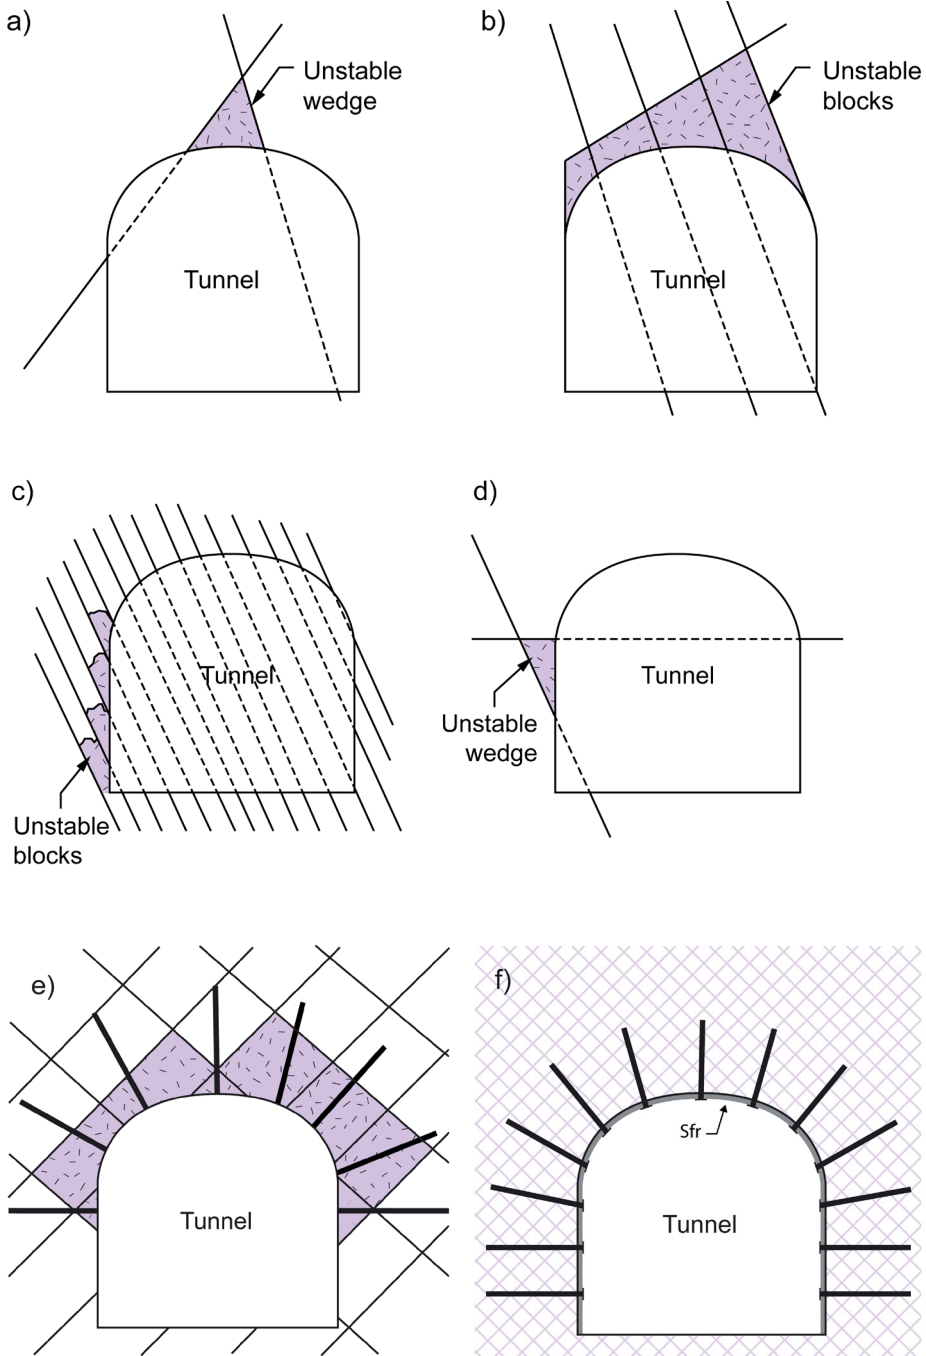 a)
Unstable
wedge
Tunnel
b)
Unstable
blocks
Tunnel
c)
Tunnel
Unstable
blocks
d)
Tunnel
Unstable
wedge
e)
Tunnel
f)
Sfr
Tunnel